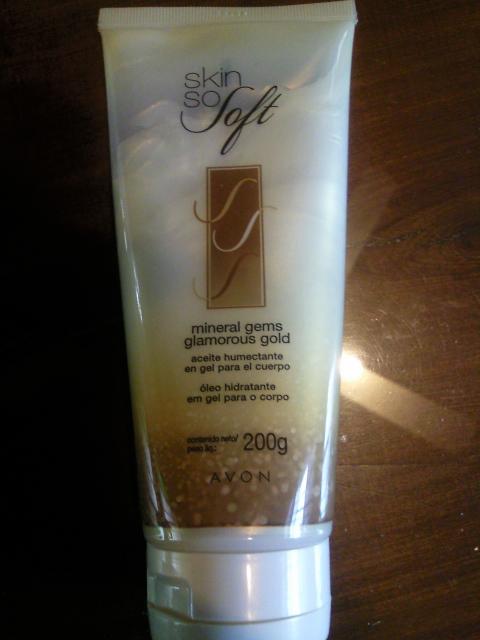 skin
so
Soft
mineral gems
glamorous gold
aceite humectante
en gel para el cuerpo
óleo hidratante
em gel para o corpo
contenido neto/
peso líq.: 200g
AVON